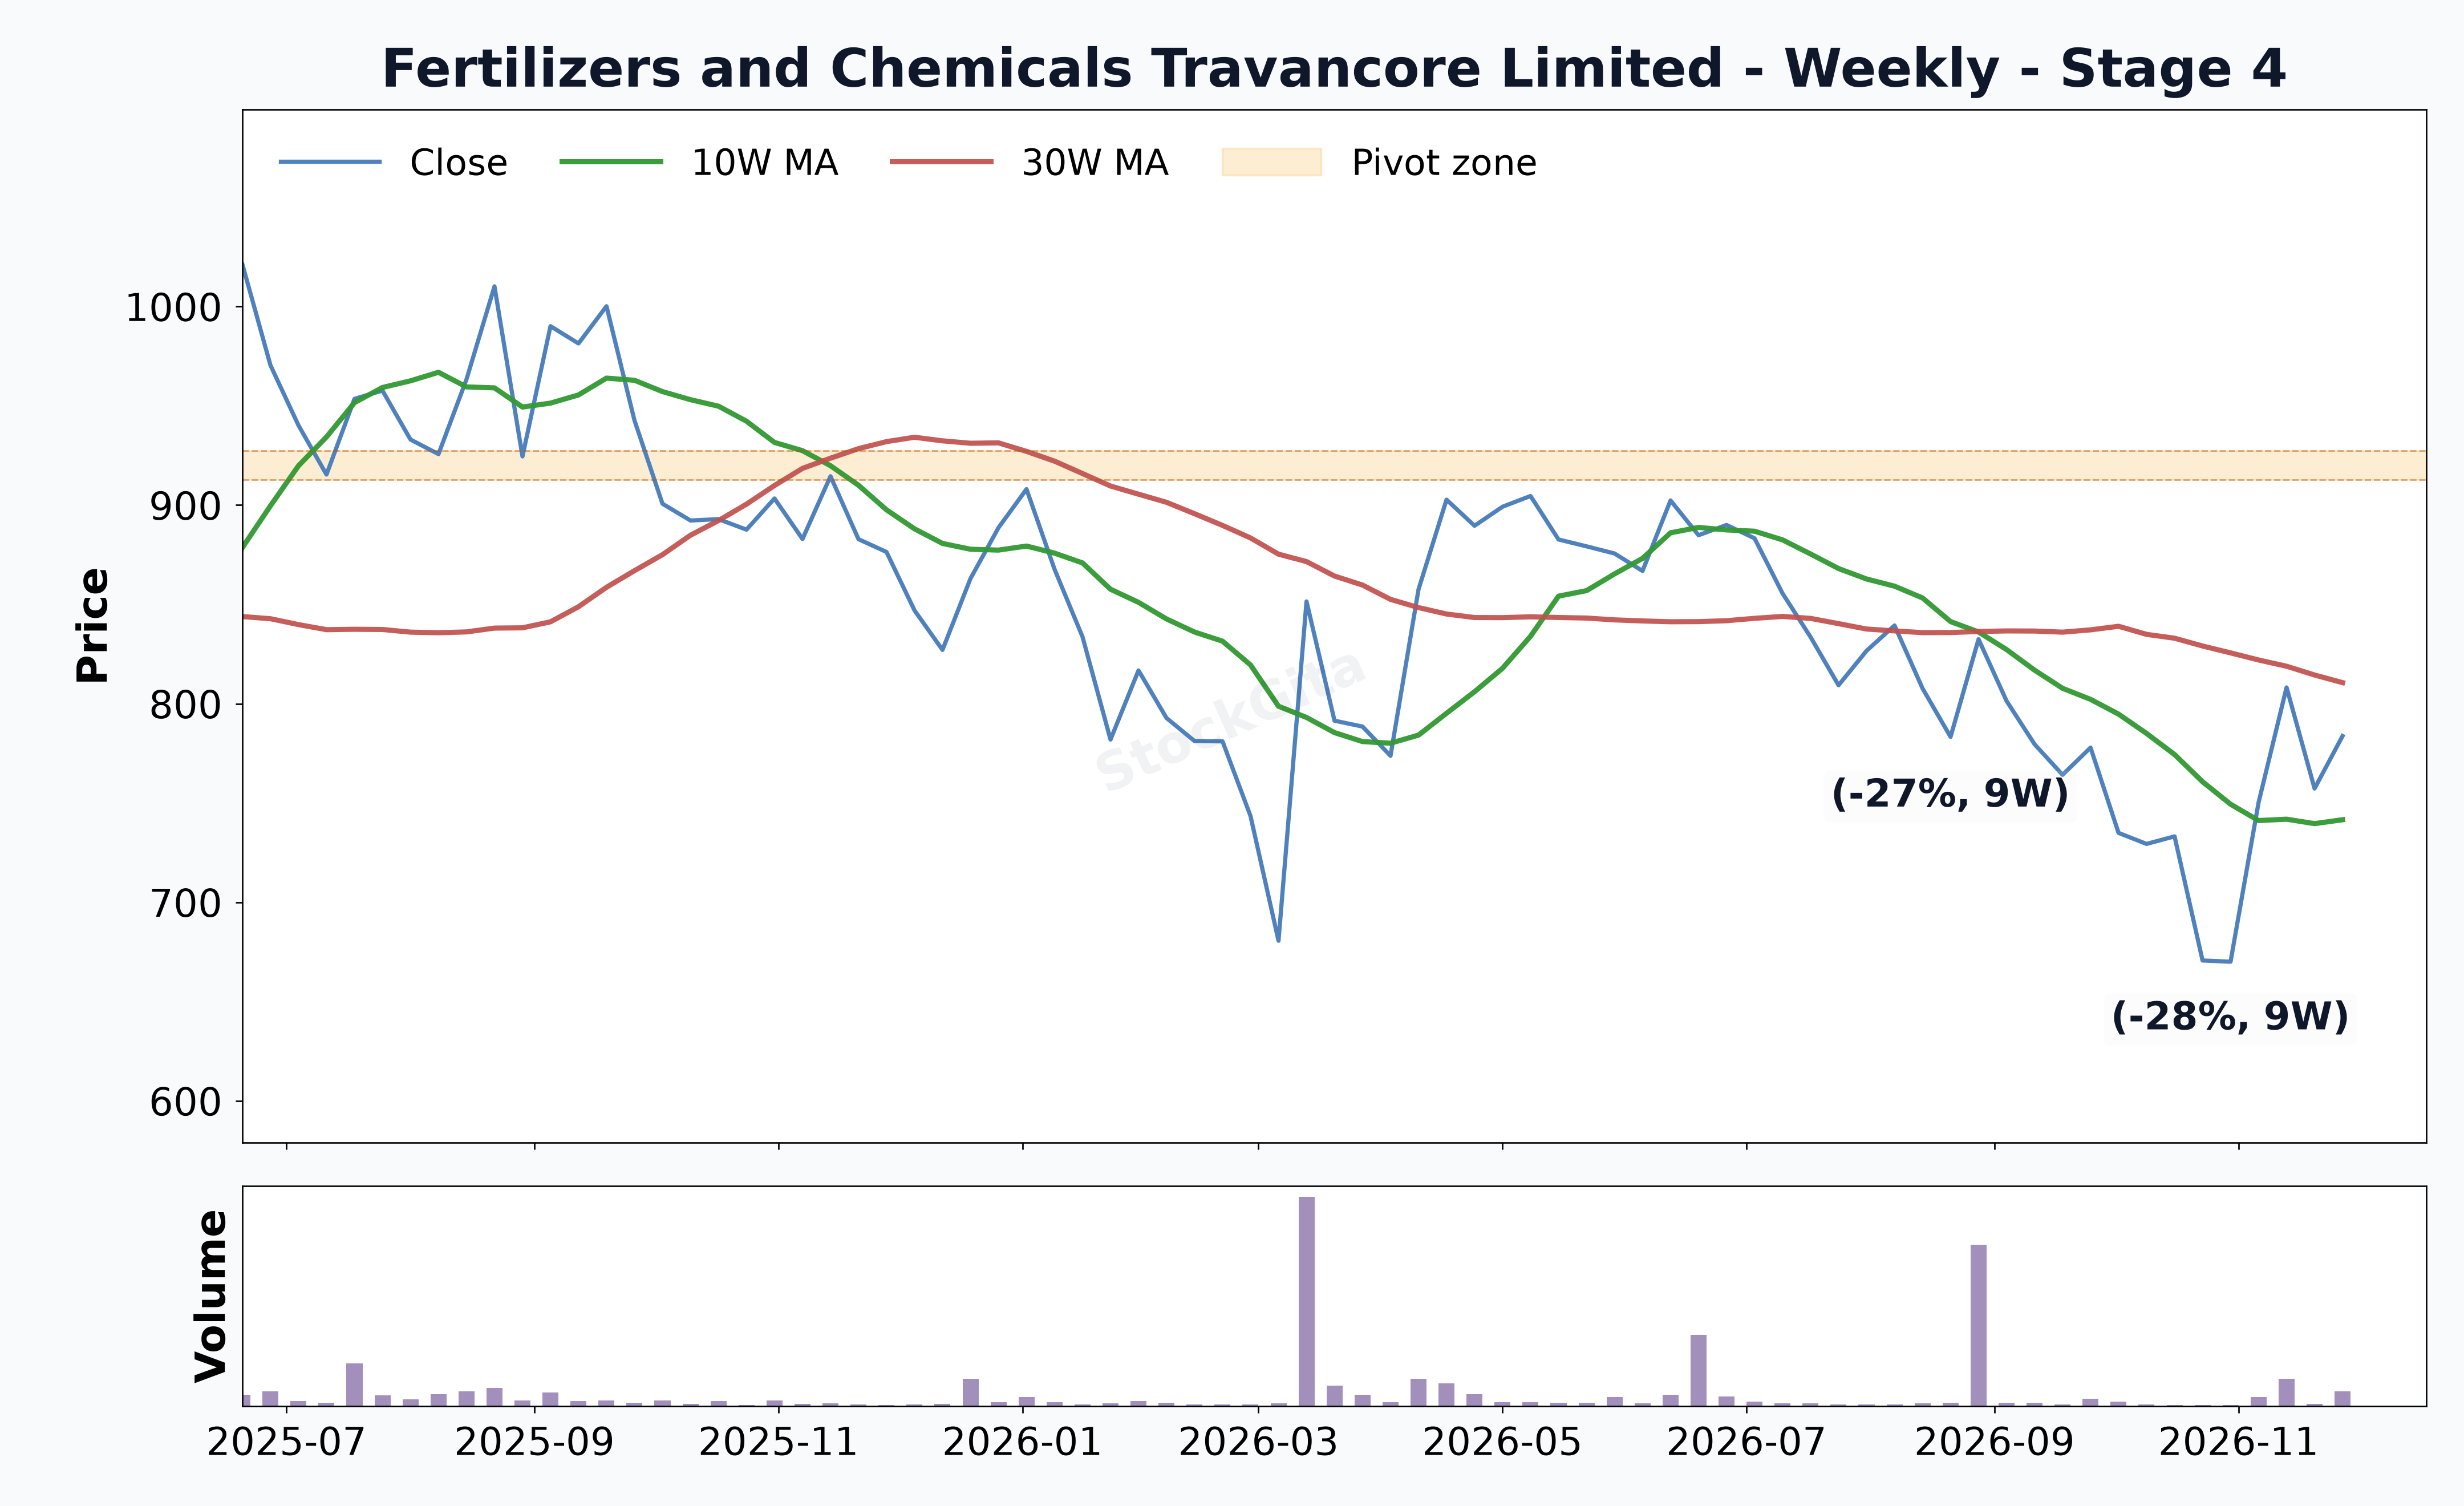 Fertilizers and Chemicals Travancore Limited - Weekly - Stage 4
Close
10W MA
30W MA
Pivot zone
Price
1000
900
800
700
600
StockGita
(-27%, 9W)
(-28%, 9W)
Volume
2025-07
2025-09
2025-11
2026-01
2026-03
2026-05
2026-07
2026-09
2026-11